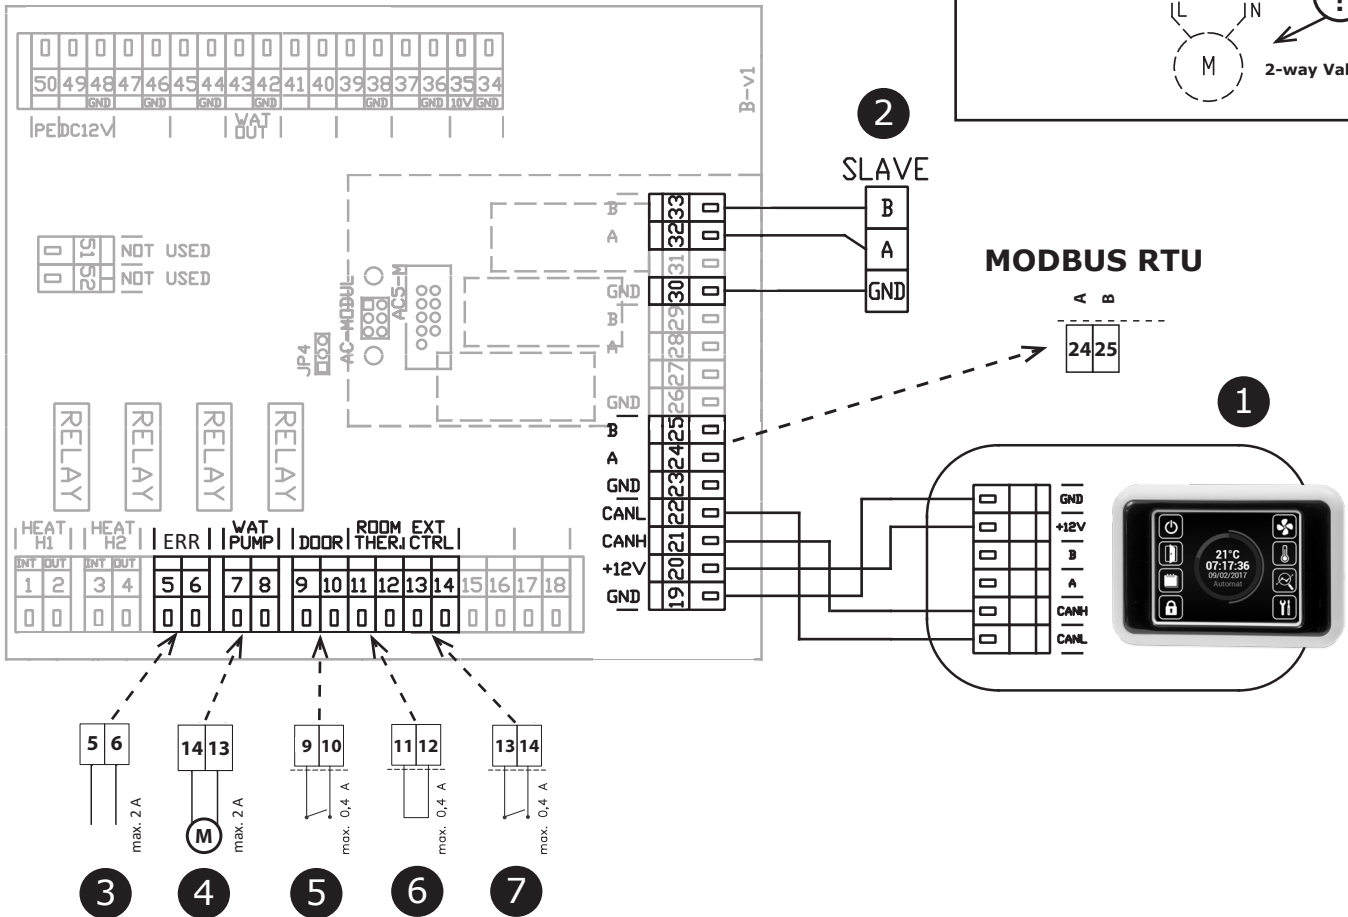 L N
M
2-way Val
50 49 48 47 46 45 44 43 42 41 40 39 38 37 36 35 34
GND GND GND GND GND GND 10V GND
PE DC12V WAT OUT
B-v1
2
SLAVE
B
A
GND
33 B
32 A
31
30 GND
29 B
28 A
27
26 GND
25 B
24 A
23 GND
22 CANL
21 CANH
20 +12V
19 GND
51 NOT USED
52 NOT USED
JP4
AC-MODUL
AC5-M
MODBUS RTU
A B
24 25
1
GND
+12V
B
A
CANH
CANL
21°C
07:17:36
09/02/2017
Automat
RELAY RELAY RELAY RELAY
HEAT H1 HEAT H2 ERR WAT PUMP DOOR ROOM THER. EXT CTRL
INT OUT INT OUT
1 2 3 4 5 6 7 8 9 10 11 12 13 14 15 16 17 18
5 6 14 13 9 10 11 12 13 14
max. 2 A max. 2 A max. 0,4 A max. 0,4 A max. 0,4 A
M
3 4 5 6 7